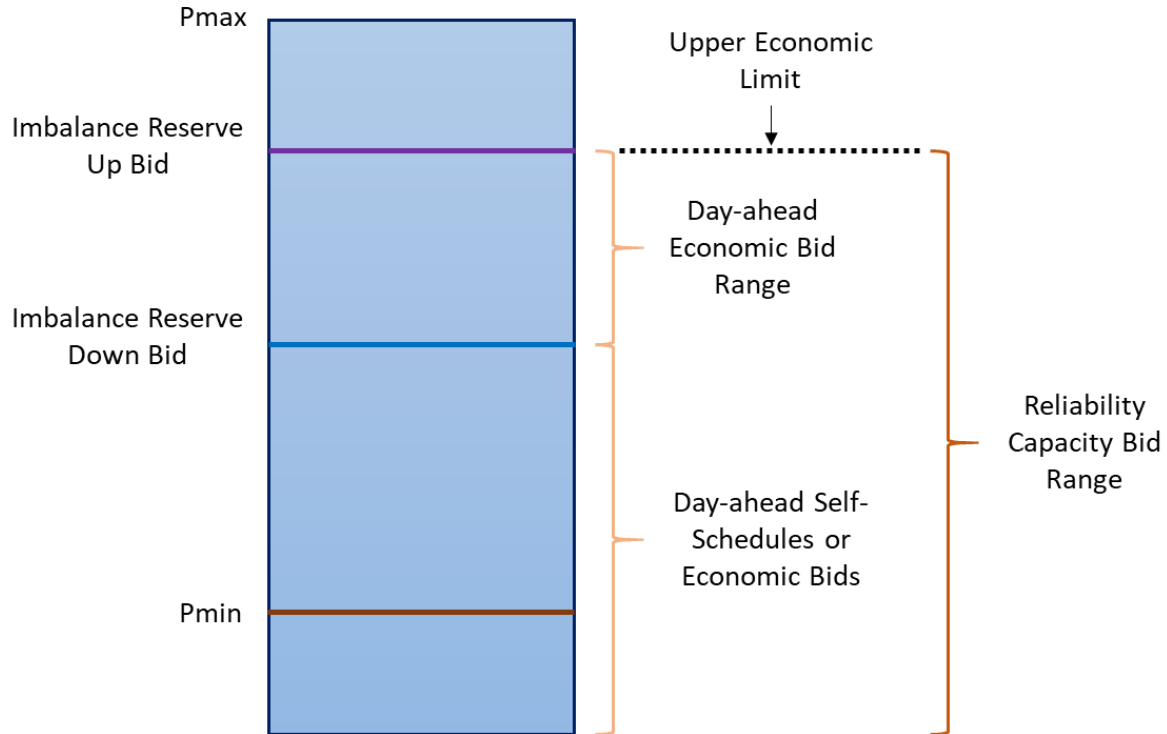 Pmax
Upper Economic
Limit
Imbalance Reserve
Up Bid
Day-ahead
Economic Bid
Range
Imbalance Reserve
Down Bid
Reliability
Capacity Bid
Range
Day-ahead Self-
Schedules or
Economic Bids
Pmin